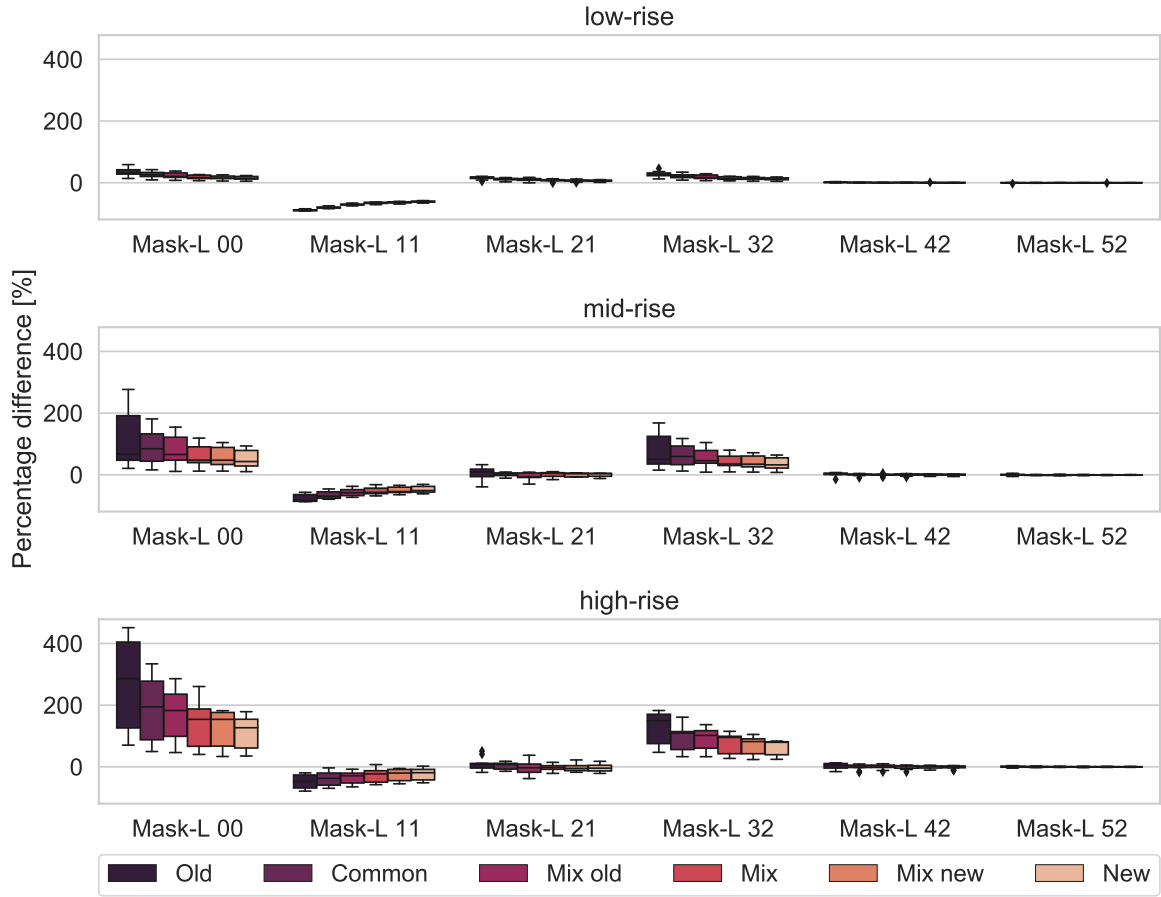 low-rise
400
200
0
Mask-L 00 Mask-L 11 Mask-L 21 Mask-L 32 Mask-L 42 Mask-L 52
Percentage difference [%]
mid-rise
400
200
0
Mask-L 00 Mask-L 11 Mask-L 21 Mask-L 32 Mask-L 42 Mask-L 52
high-rise
400
200
0
Mask-L 00 Mask-L 11 Mask-L 21 Mask-L 32 Mask-L 42 Mask-L 52
Old Common Mix old Mix Mix new New